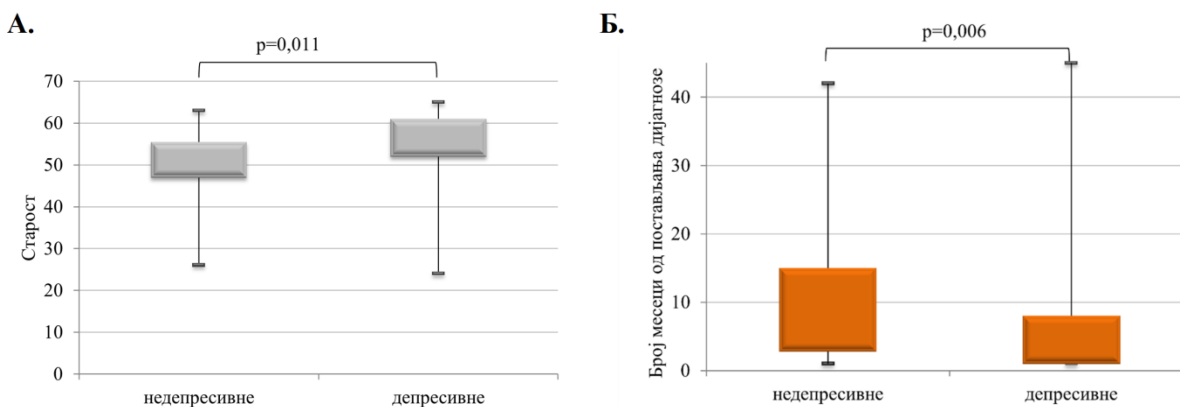 А.
p=0,011
Старост
70
60
50
40
30
20
10
0
недепресивне
депресивне
Б.
p=0,006
Број месеци од постављања дијагнозе
40
30
20
10
0
недепресивне
депресивне